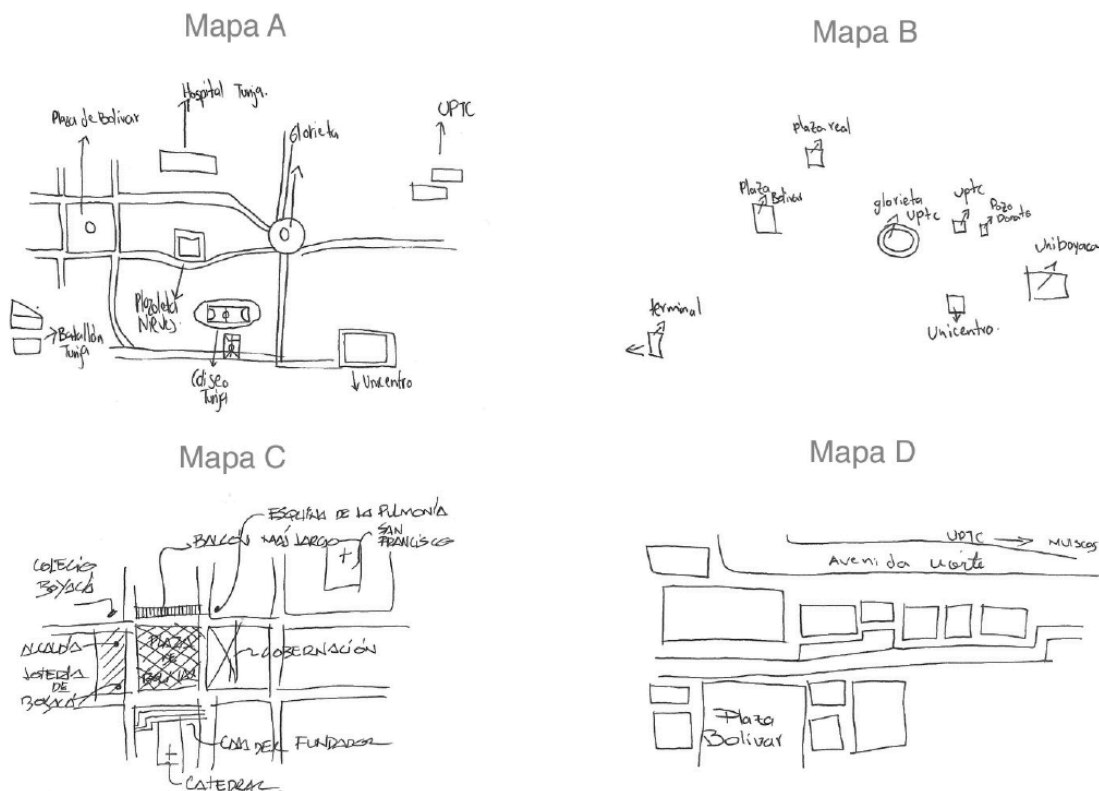 Mapa A
Hospital Tunja.
Plaza de Bolivar
glorieta
UPTC
Plazoleta
NIEVES.
Batallón
Tunja
Coliseo
Tunja
Unicentro
Mapa B
plaza real
Plaza
Bolivar
glorieta
uptc
uptc
Pozo
Donato
Uniboyaca
terminal
Unicentro.
Mapa C
ESQUINA DE LA PULMONÍA
BALCÓN MÁS LARGO
SAN
FRANCISCO
COLEGIO
BOYACÁ
ALCALDÍA
LOTERÍA
DE
BOYACÁ
PLAZA
DE
BOLIVAR
GOBERNACIÓN
CASA DEL FUNDADOR
CATEDRAL
Mapa D
UPTC
MUISCAS
Avenida Norte
Plaza
Bolivar